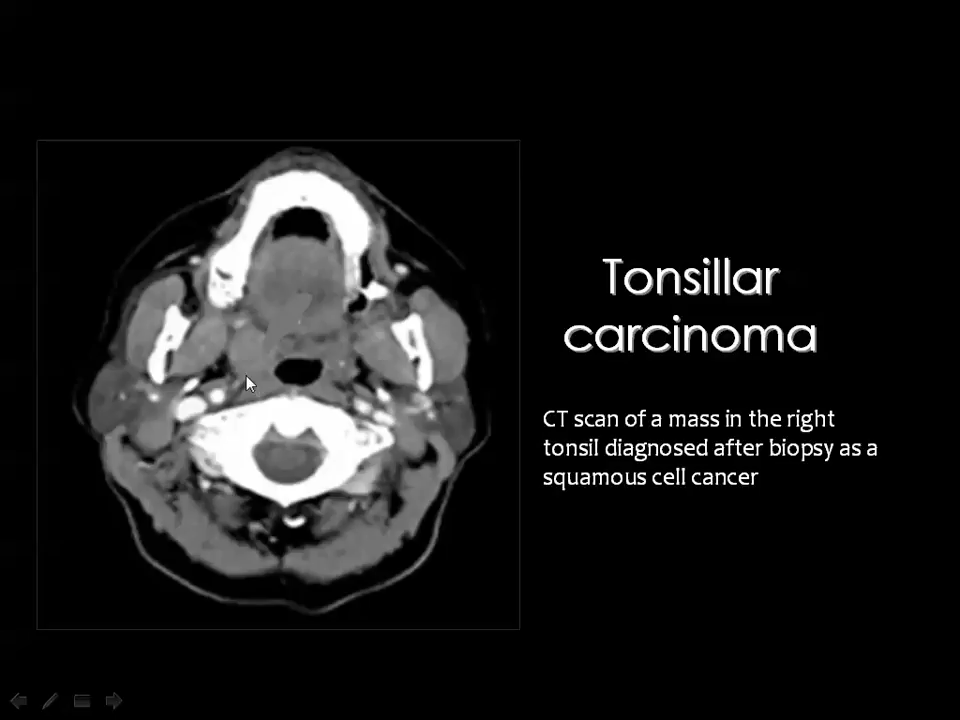 Tonsillar
carcinoma
CT scan of a mass in the right
tonsil diagnosed after biopsy as a
squamous cell cancer